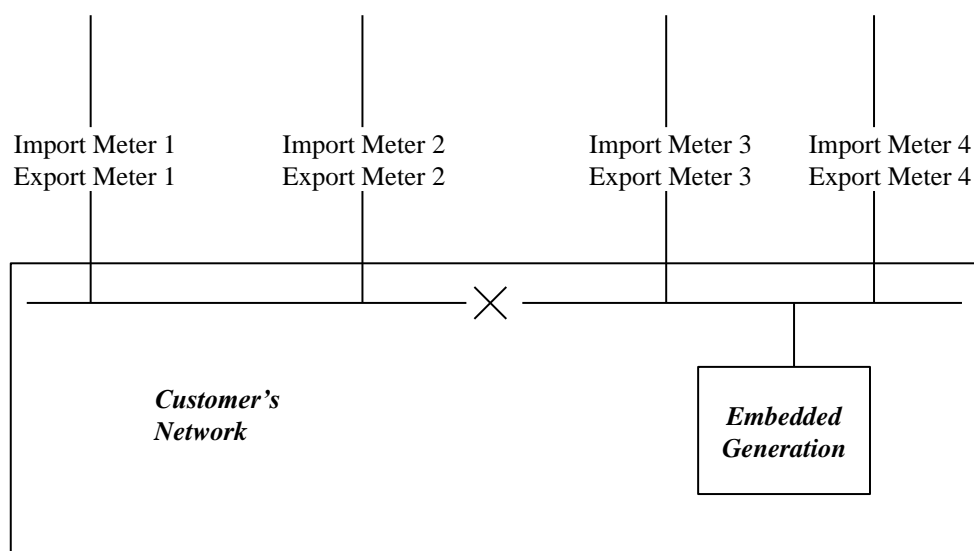 Import Meter 1
Export Meter 1
Import Meter 2
Export Meter 2
Import Meter 3
Export Meter 3
Import Meter 4
Export Meter 4
Customer’s
Network
Embedded
Generation